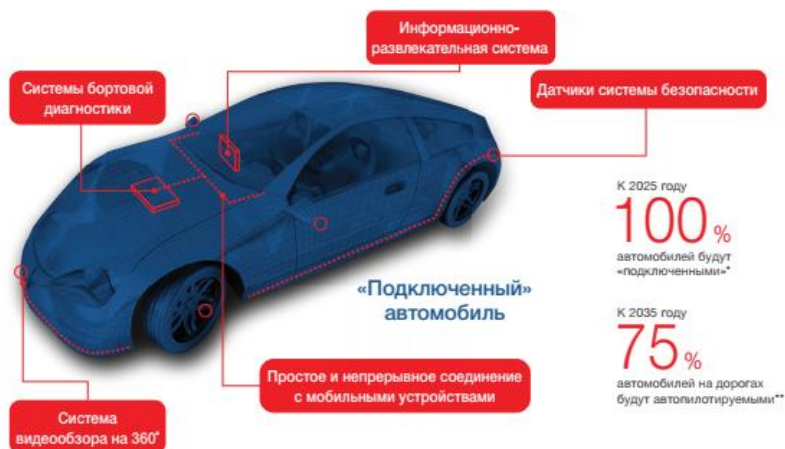 Информационно-
развлекательная система
Системы бортовой
диагностики
Датчики системы безопасности
К 2025 году
100 %
автомобилей будут
«подключенными»*
«Подключенный»
автомобиль
К 2035 году
75 %
автомобилей на дорогах
будут автопилотируемыми**
Простое и непрерывное соединение
с мобильными устройствами
Система
видеообзора на 360°